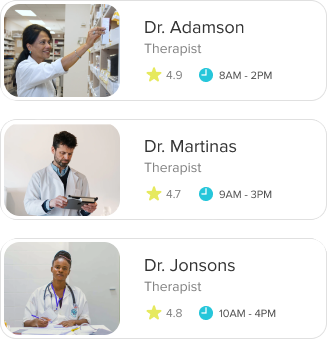 Dr. Adamson
Therapist
4.9 8AM - 2PM
Dr. Martinas
Therapist
4.7 9AM - 3PM
Dr. Jonsons
Therapist
4.8 10AM - 4PM